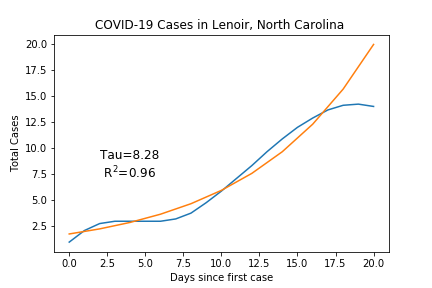 COVID-19 Cases in Lenoir, North Carolina
20.0
17.5
15.0
12.5
10.0
7.5
5.0
2.5
Total Cases
Tau=8.28
R²=0.96
0.0 2.5 5.0 7.5 10.0 12.5 15.0 17.5 20.0
Days since first case